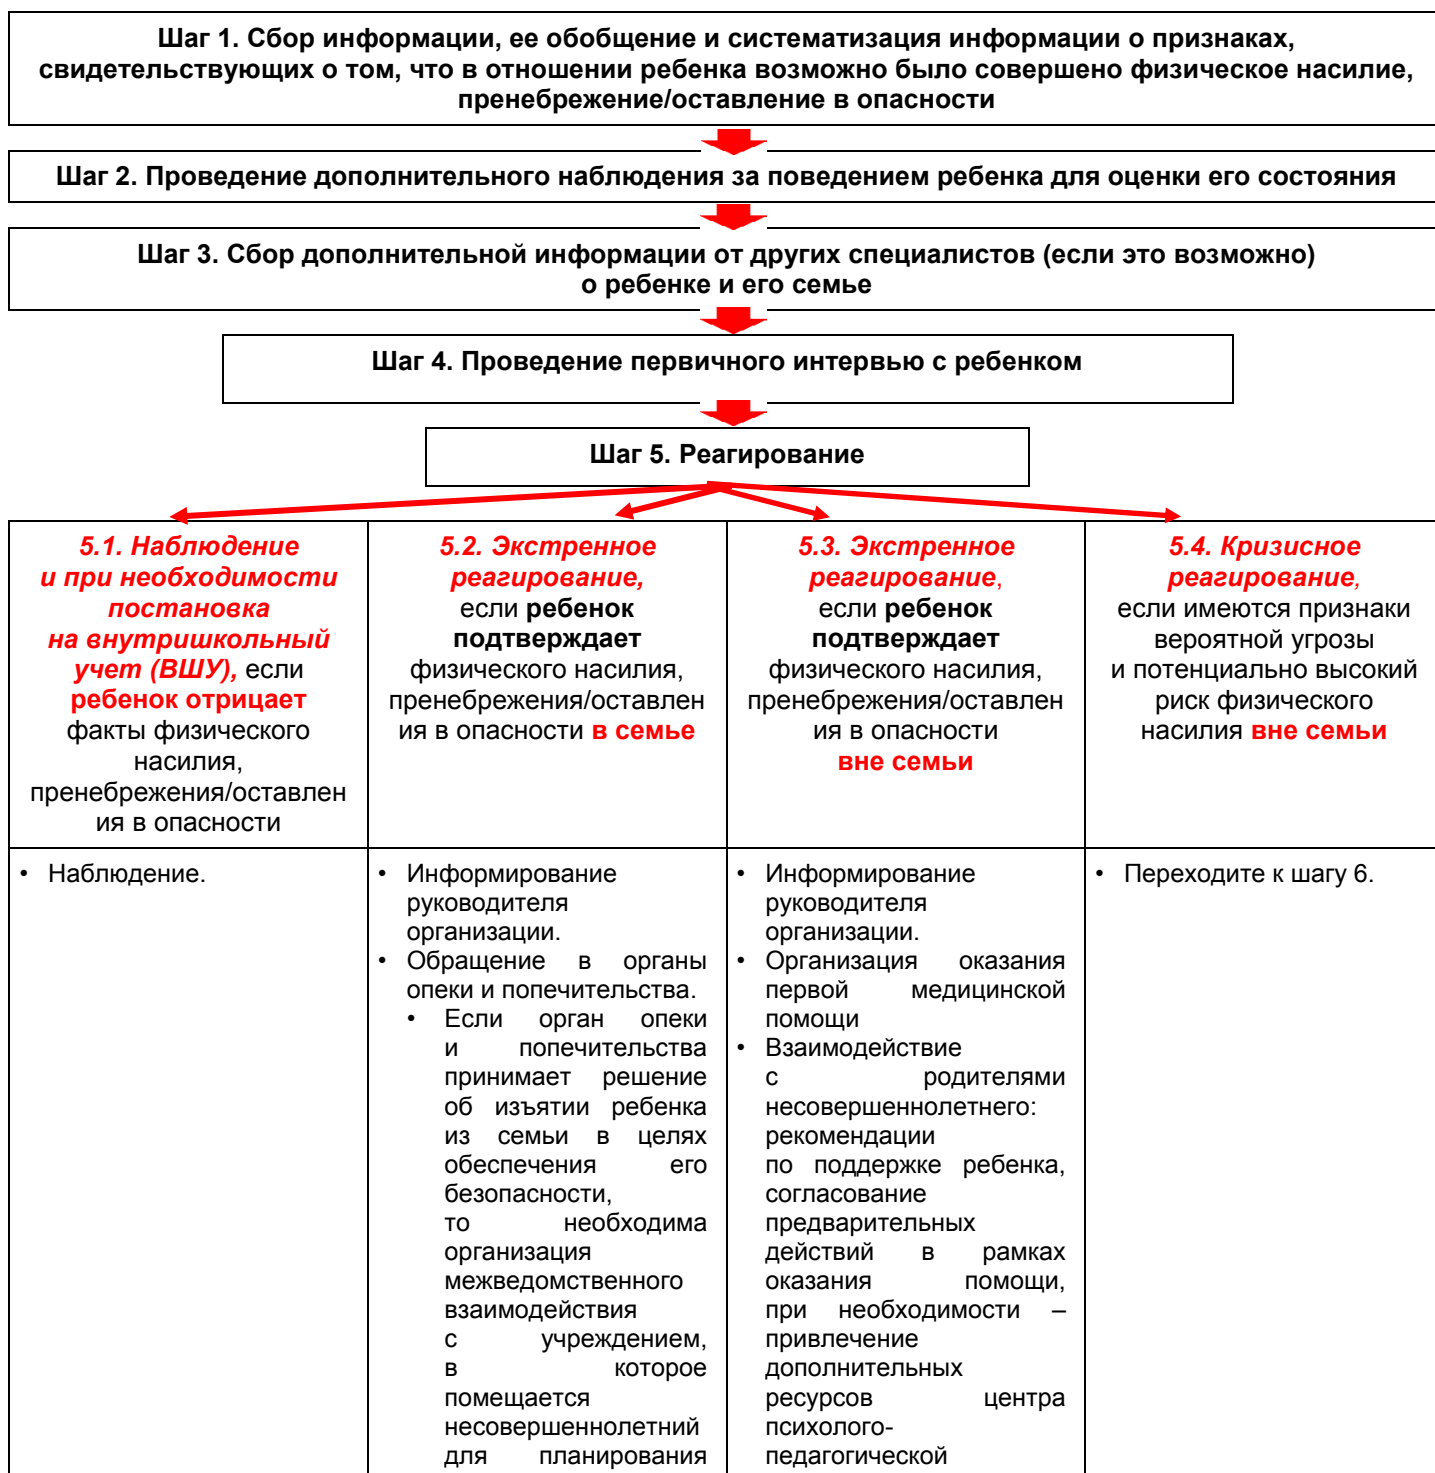 Шаг 1. Сбор информации, ее обобщение и систематизация информации о признаках,
свидетельствующих о том, что в отношении ребенка возможно было совершено физическое насилие,
пренебрежение/оставление в опасности
Шаг 2. Проведение дополнительного наблюдения за поведением ребенка для оценки его состояния
Шаг 3. Сбор дополнительной информации от других специалистов (если это возможно)
о ребенке и его семье
Шаг 4. Проведение первичного интервью с ребенком
Шаг 5. Реагирование
5.1. Наблюдение
и при необходимости
постановка
на внутришкольный
учет (ВШУ), если
ребенок отрицает
факты физического
насилия,
пренебрежения/оставлен
ия в опасности
5.2. Экстренное
реагирование,
если ребенок
подтверждает
физического насилия,
пренебрежения/оставлен
ия в опасности в семье
5.3. Экстренное
реагирование,
если ребенок
подтверждает
физического насилия,
пренебрежения/оставлен
ия в опасности
вне семьи
5.4. Кризисное
реагирование,
если имеются признаки
вероятной угрозы
и потенциально высокий
риск физического
насилия вне семьи
• Наблюдение.
• Информирование
руководителя
организации.
• Обращение в органы
опеки и попечительства.
• Если орган опеки
и попечительства
принимает решение
об изъятии ребенка
из семьи в целях
обеспечения его
безопасности,
то необходима
организация
межведомственного
взаимодействия
с учреждением,
в которое
помещается
несовершеннолетний
для планирования
• Информирование
руководителя
организации.
• Организация оказания
первой медицинской
помощи
• Взаимодействие
с родителями
несовершеннолетнего:
рекомендации
по поддержке ребенка,
согласование
предварительных
действий в рамках
оказания помощи,
при необходимости –
привлечение
дополнительных
ресурсов центра
психолого-
педагогической
• Переходите к шагу 6.